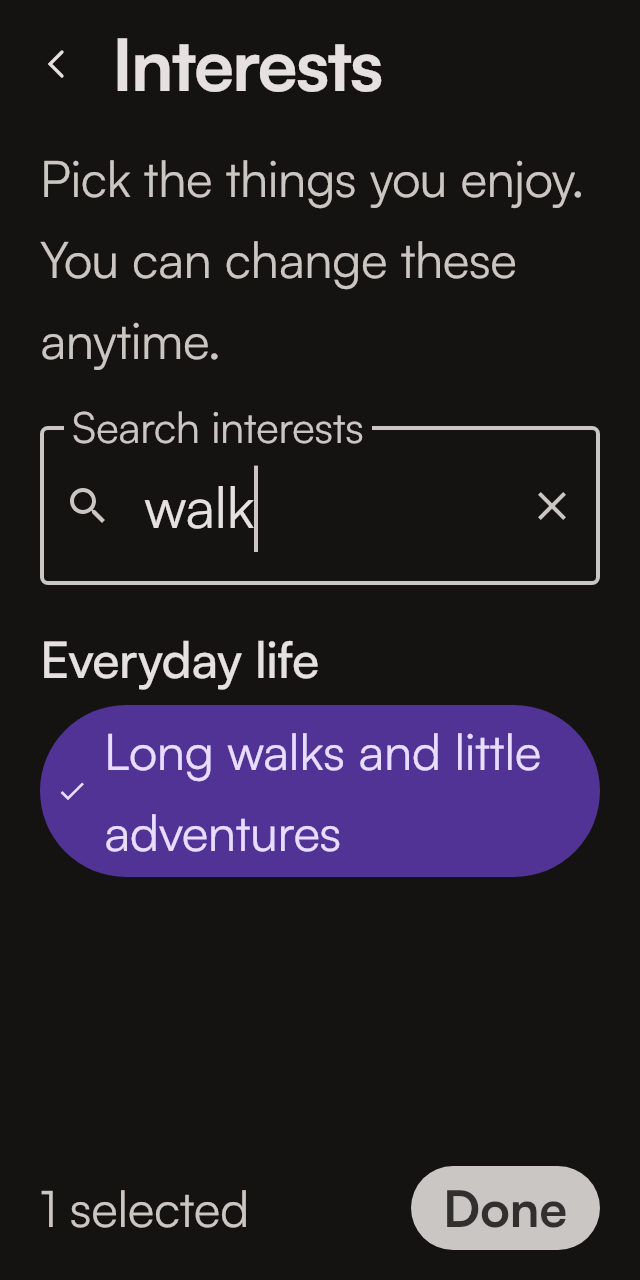 Interests
Pick the things you enjoy.
You can change these
anytime.
Search interests
walk
Everyday life
Long walks and little
adventures
1 selected
Done